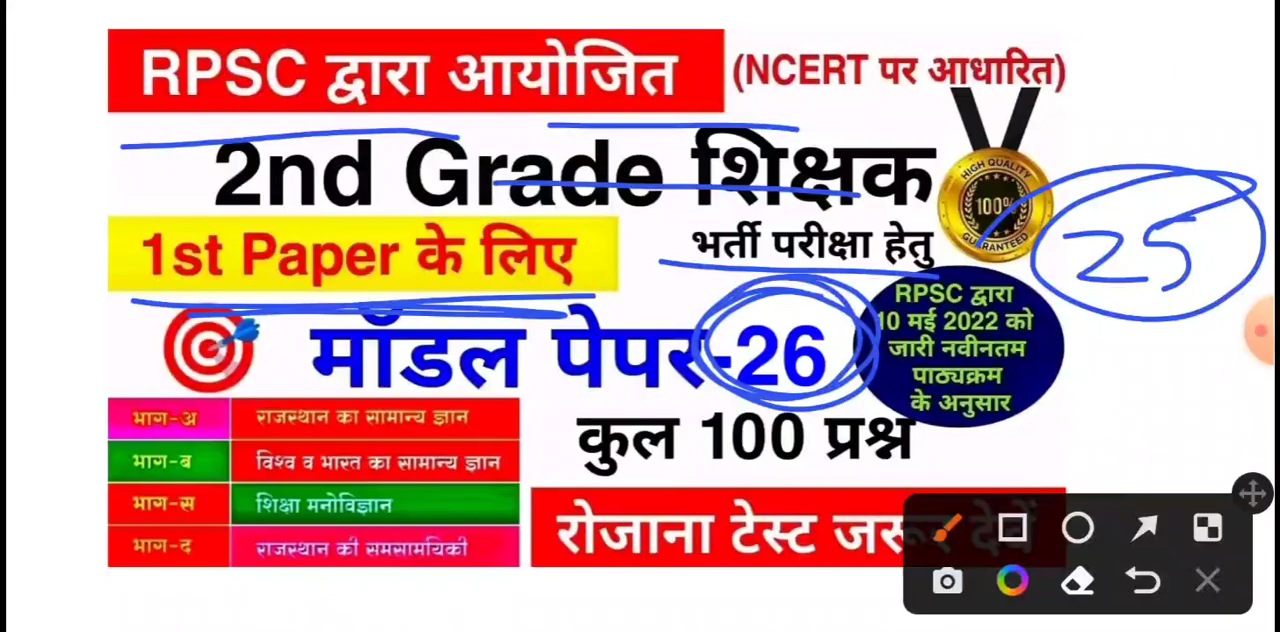 RPSC द्वारा आयोजित
(NCERT पर आधारित)
2nd Grade शिक्षक
HIGH QUALITY
100%
GUARANTEED
25
1st Paper के लिए
भर्ती परीक्षा हेतु
मॉडल पेपर-26
RPSC द्वारा
10 मई 2022 को
जारी नवीनतम
पाठ्यक्रम
के अनुसार
भाग-अ राजस्थान का सामान्य ज्ञान
भाग-ब विश्व व भारत का सामान्य ज्ञान
भाग-स शिक्षा मनोविज्ञान
भाग-द राजस्थान की समसामयिकी
कुल 100 प्रश्न
रोजाना टेस्ट जरूर देवें